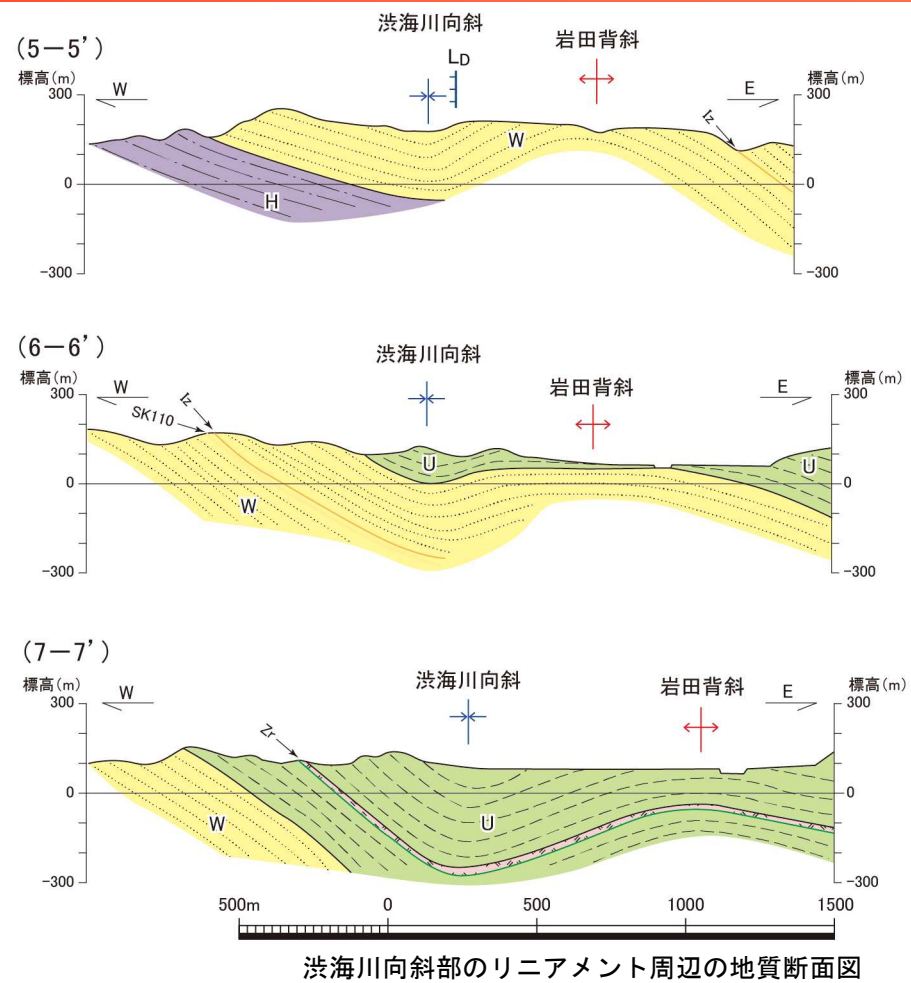 (5-5')
渋海川向斜
岩田背斜
LD
標高(m)
W
E
標高(m)
300
300
Iz
W
0
0
H
-300
-300
(6-6')
渋海川向斜
岩田背斜
標高(m)
W
E
標高(m)
300
300
Iz
SK110
U
U
0
0
W
-300
-300
(7-7')
渋海川向斜
岩田背斜
標高(m)
W
E
標高(m)
300
300
Zr
0
0
W
U
-300
-300
500m 0 500 1000 1500
渋海川向斜部のリニアメント周辺の地質断面図